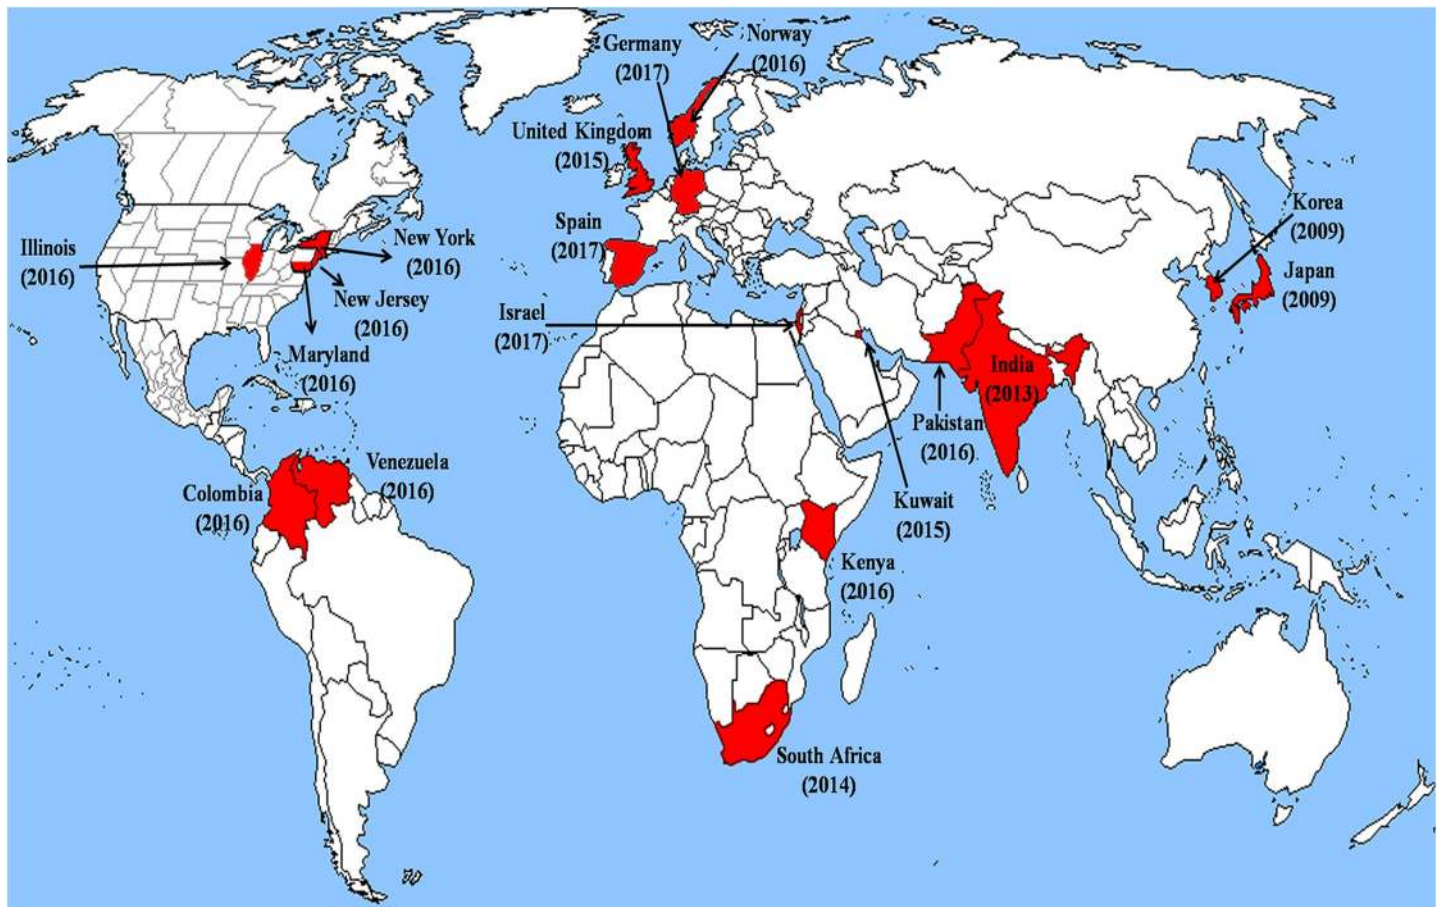 Germany
(2017)
Norway
(2016)
United Kingdom
(2015)
Spain
(2017)
Illinois
(2016)
New York
(2016)
New Jersey
(2016)
Maryland
(2016)
Israel
(2017)
Korea
(2009)
Japan
(2009)
India
(2013)
Pakistan
(2016)
Kuwait
(2015)
Venezuela
(2016)
Colombia
(2016)
Kenya
(2016)
South Africa
(2014)